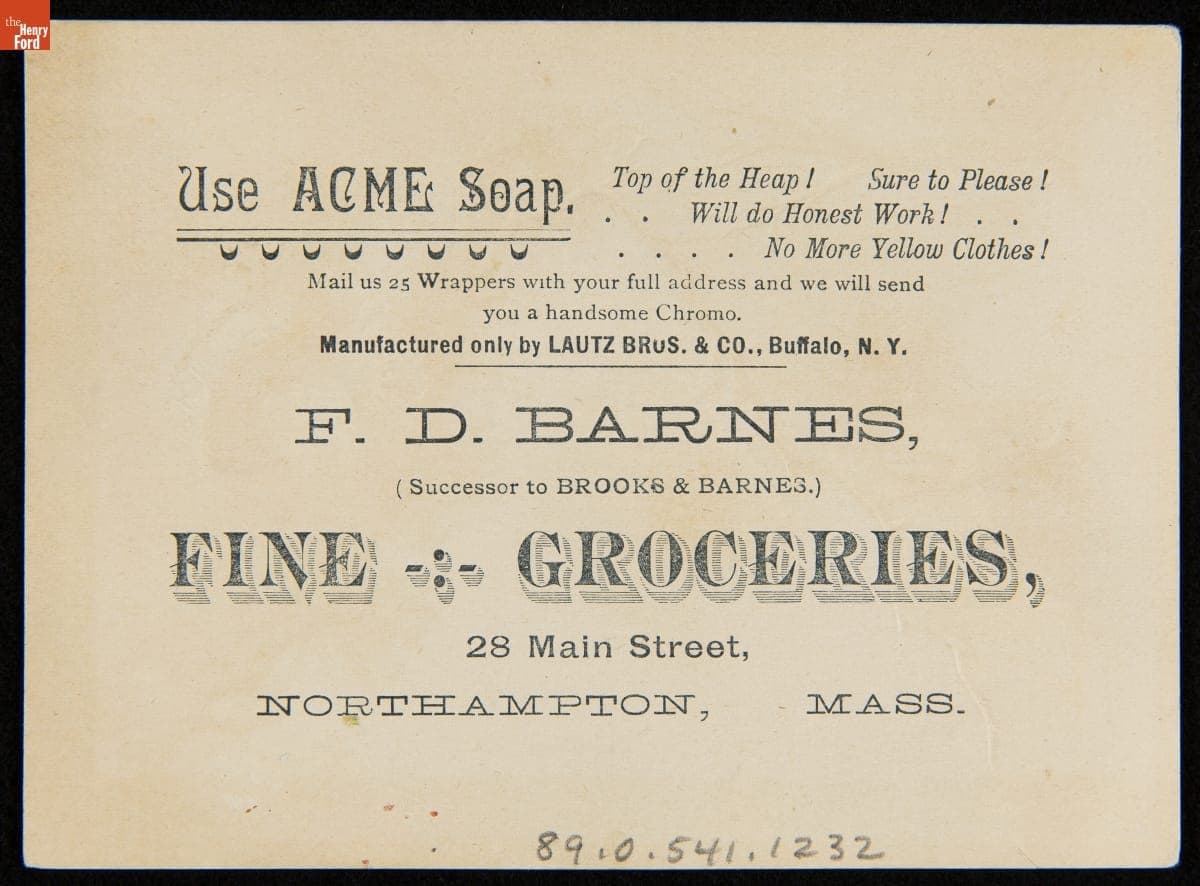 the
Henry
Ford
Use ACME Soap.
Top of the Heap! Sure to Please!
. . Will do Honest Work! . .
. . . . No More Yellow Clothes!
Mail us 25 Wrappers with your full address and we will send
you a handsome Chromo.
Manufactured only by LAUTZ BROS. & CO., Buffalo, N. Y.
F. D. BARNES,
(Successor to BROOKS & BARNES.)
FINE -:- GROCERIES,
28 Main Street,
NORTHAMPTON, MASS.
89.0.541.1232